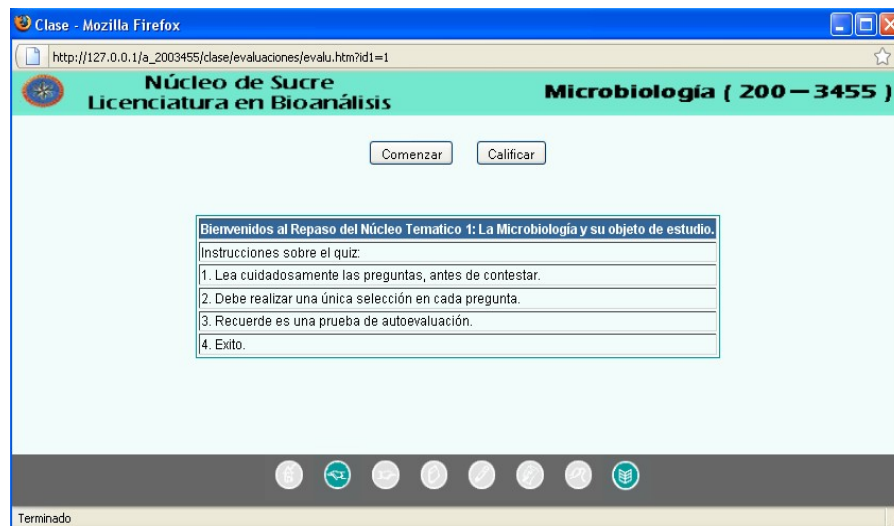 Clase - Mozilla Firefox
http://127.0.0.1/a_2003455/clase/evaluaciones/evalu.htm?id1=1
Núcleo de Sucre
Licenciatura en Bioanálisis
Microbiología ( 200 — 3455 )
Comenzar Calificar
Bienvenidos al Repaso del Núcleo Tematico 1: La Microbiología y su objeto de estudio.
Instrucciones sobre el quiz:
1. Lea cuidadosamente las preguntas, antes de contestar.
2. Debe realizar una única selección en cada pregunta.
3. Recuerde es una prueba de autoevaluación.
4. Exito.
Terminado